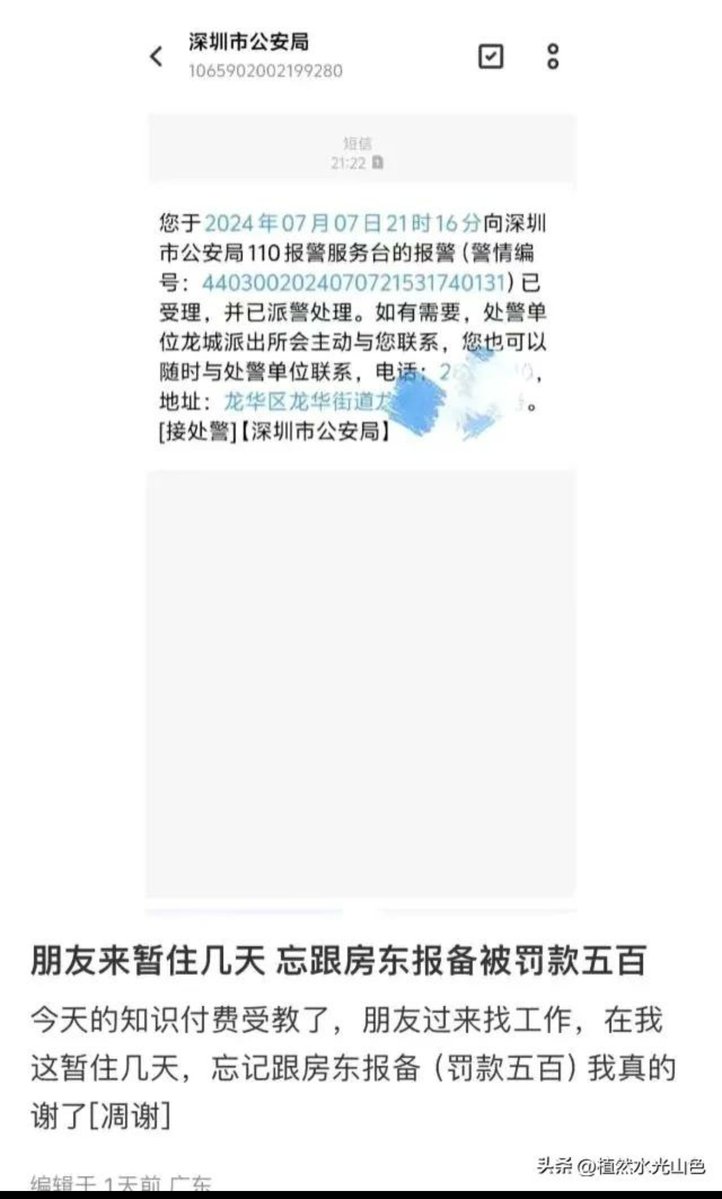 深圳市公安局
1065902002199280
短信
21:22
您于2024年07月07日21时16分向深圳
市公安局110报警服务台的报警（警情编
号：4403002024070721531740131）已
受理，并已派警处理。如有需要，处警单
位龙城派出所会主动与您联系，您也可以
随时与处警单位联系，电话：2
地址：龙华区龙华街道龙
。
[接处警]【深圳市公安局】
朋友来暂住几天 忘跟房东报备被罚款五百
今天的知识付费受教了，朋友过来找工作，在我
这暂住几天，忘记跟房东报备（罚款五百）我真的
谢了[凋谢]
编辑于 1天前 广东
头条 @植然水光山色